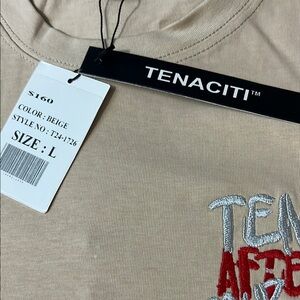 TENACITI™
$160
COLOR : BEIGE
STYLE NO : T24-1726
SIZE : L
TEN
AFTE